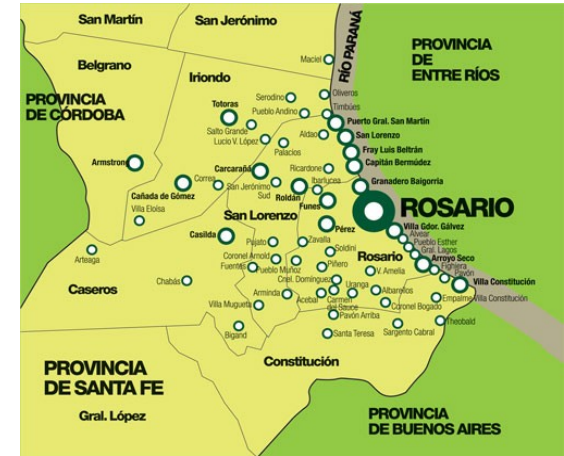 San Martín
San Jerónimo
Belgrano
Iriondo
RÍO PARANÁ
PROVINCIA
DE
ENTRE RÍOS
PROVINCIA
DE CÓRDOBA
Maciel
Oliveros
Serodino
Timbúes
Pueblo Andino
Totoras
Puerto Gral. San Martín
Salto Grande
Aldao
San Lorenzo
Lucio V. López
Palacios
Fray Luis Beltrán
Armstrong
Ricardone
Capitán Bermúdez
Carcarañá
Cañada de Gómez
Correa
San Jerónimo
Sud
Ibarlucea
Granadero Baigorria
Roldán
Funes
Villa Eloísa
San Lorenzo
ROSARIO
Casilda
Pérez
Villa Gdor. Gálvez
Alvear
Pujato
Zavalla
Pueblo Esther
Arteaga
Coronel Arnold
Soldini
Rosario
Gral. Lagos
Fuentes
Pueblo Muñoz
Piñero
Arroyo Seco
V. Amelia
Fighiera
Caseros
Chabás
Cnel. Domínguez
Uranga
Pavón
Villa Constitución
Arminda
Acebal
Carmen
del Sauce
Albarellos
Empalme Villa Constitución
Villa Mugueta
Coronel Bogado
Pavón Arriba
Theobald
Bigand
Santa Teresa
Sargento Cabral
PROVINCIA
DE SANTA FE
Constitución
Gral. López
PROVINCIA
DE BUENOS AIRES